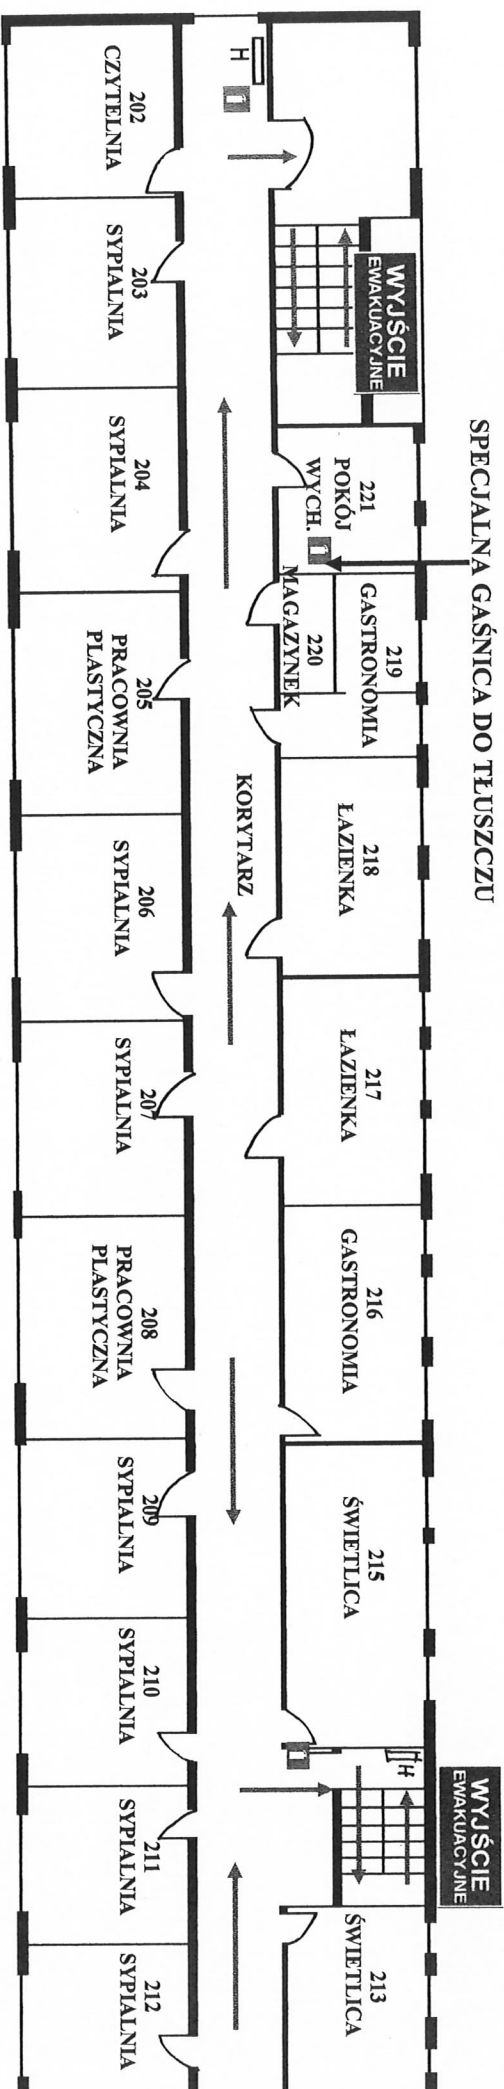 SPECJALNA GAŚNICA DO TŁUSZCZU
WYJŚCIE
EWAKUACYJNE
WYJŚCIE
EWAKUACYJNE
H
221
POKÓJ
WYCH.
219
GASTRONOMIA
220
MAGAZYNEK
218
ŁAZIENKA
217
ŁAZIENKA
216
GASTRONOMIA
215
ŚWIETLICA
H
213
ŚWIETLICA
KORYTARZ
202
CZYTELNIA
203
SYPIALNIA
204
SYPIALNIA
205
PRACOWNIA
PLASTYCZNA
206
SYPIALNIA
207
SYPIALNIA
208
PRACOWNIA
PLASTYCZNA
209
SYPIALNIA
210
SYPIALNIA
211
SYPIALNIA
212
SYPIALNIA